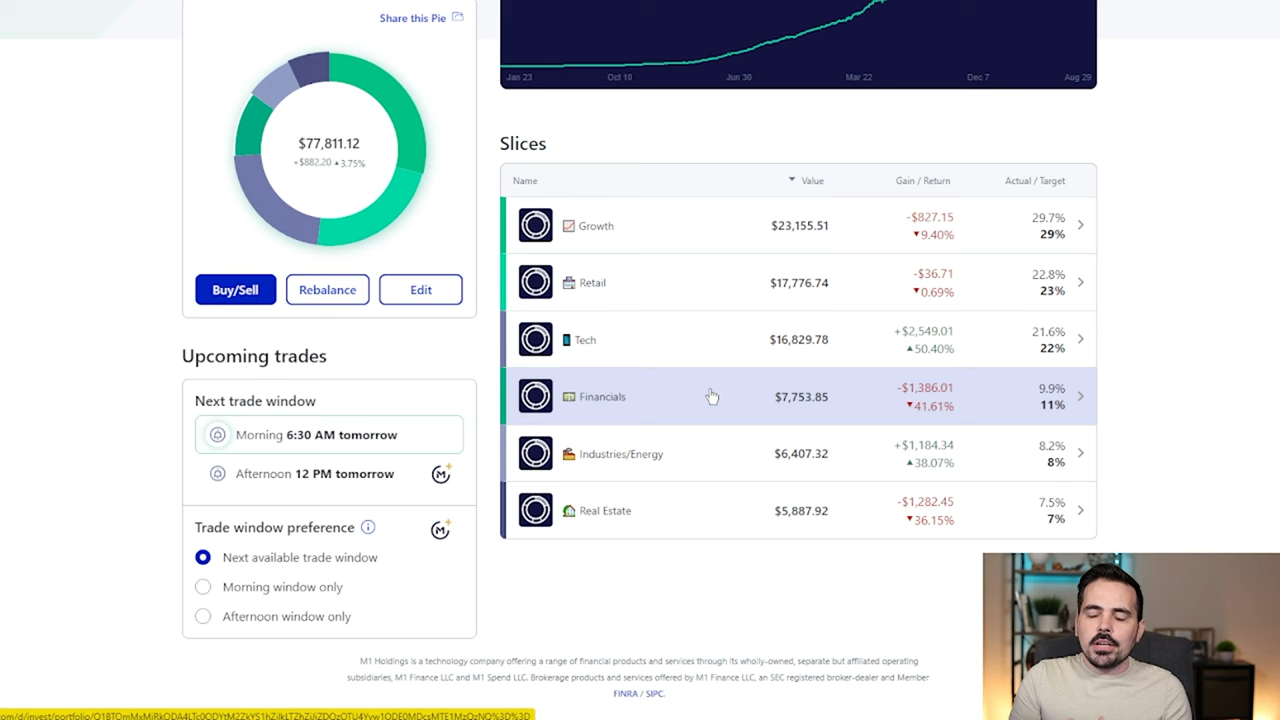 Share this Pie
$77,811.12
+$882.20 ▲3.75%
Buy/Sell
Rebalance
Edit
Upcoming trades
Next trade window
Morning 6:30 AM tomorrow
Afternoon 12 PM tomorrow
Trade window preference
Next available trade window
Morning window only
Afternoon window only
Jan 23 Oct 10 Jun 30 Mar 22 Dec 7 Aug 29
Slices
Name Value Gain / Return Actual / Target
Growth $23,155.51 -$827.15 29.7%
▼9.40% 29%
Retail $17,776.74 -$36.71 22.8%
▼0.69% 23%
Tech $16,829.78 +$2,549.01 21.6%
▲50.40% 22%
Financials $7,753.85 -$1,386.01 9.9%
▼41.61% 11%
Industries/Energy $6,407.32 +$1,184.34 8.2%
▲38.07% 8%
Real Estate $5,887.92 -$1,282.45 7.5%
▼36.15% 7%
M1 Holdings is a technology company offering a range of financial products and services through its wholly-owned, separate but affiliated operating
subsidiaries, M1 Finance LLC and M1 Spend LLC. Brokerage products and services offered by M1 Finance LLC, an SEC registered broker-dealer and Member
FINRA / SIPC.